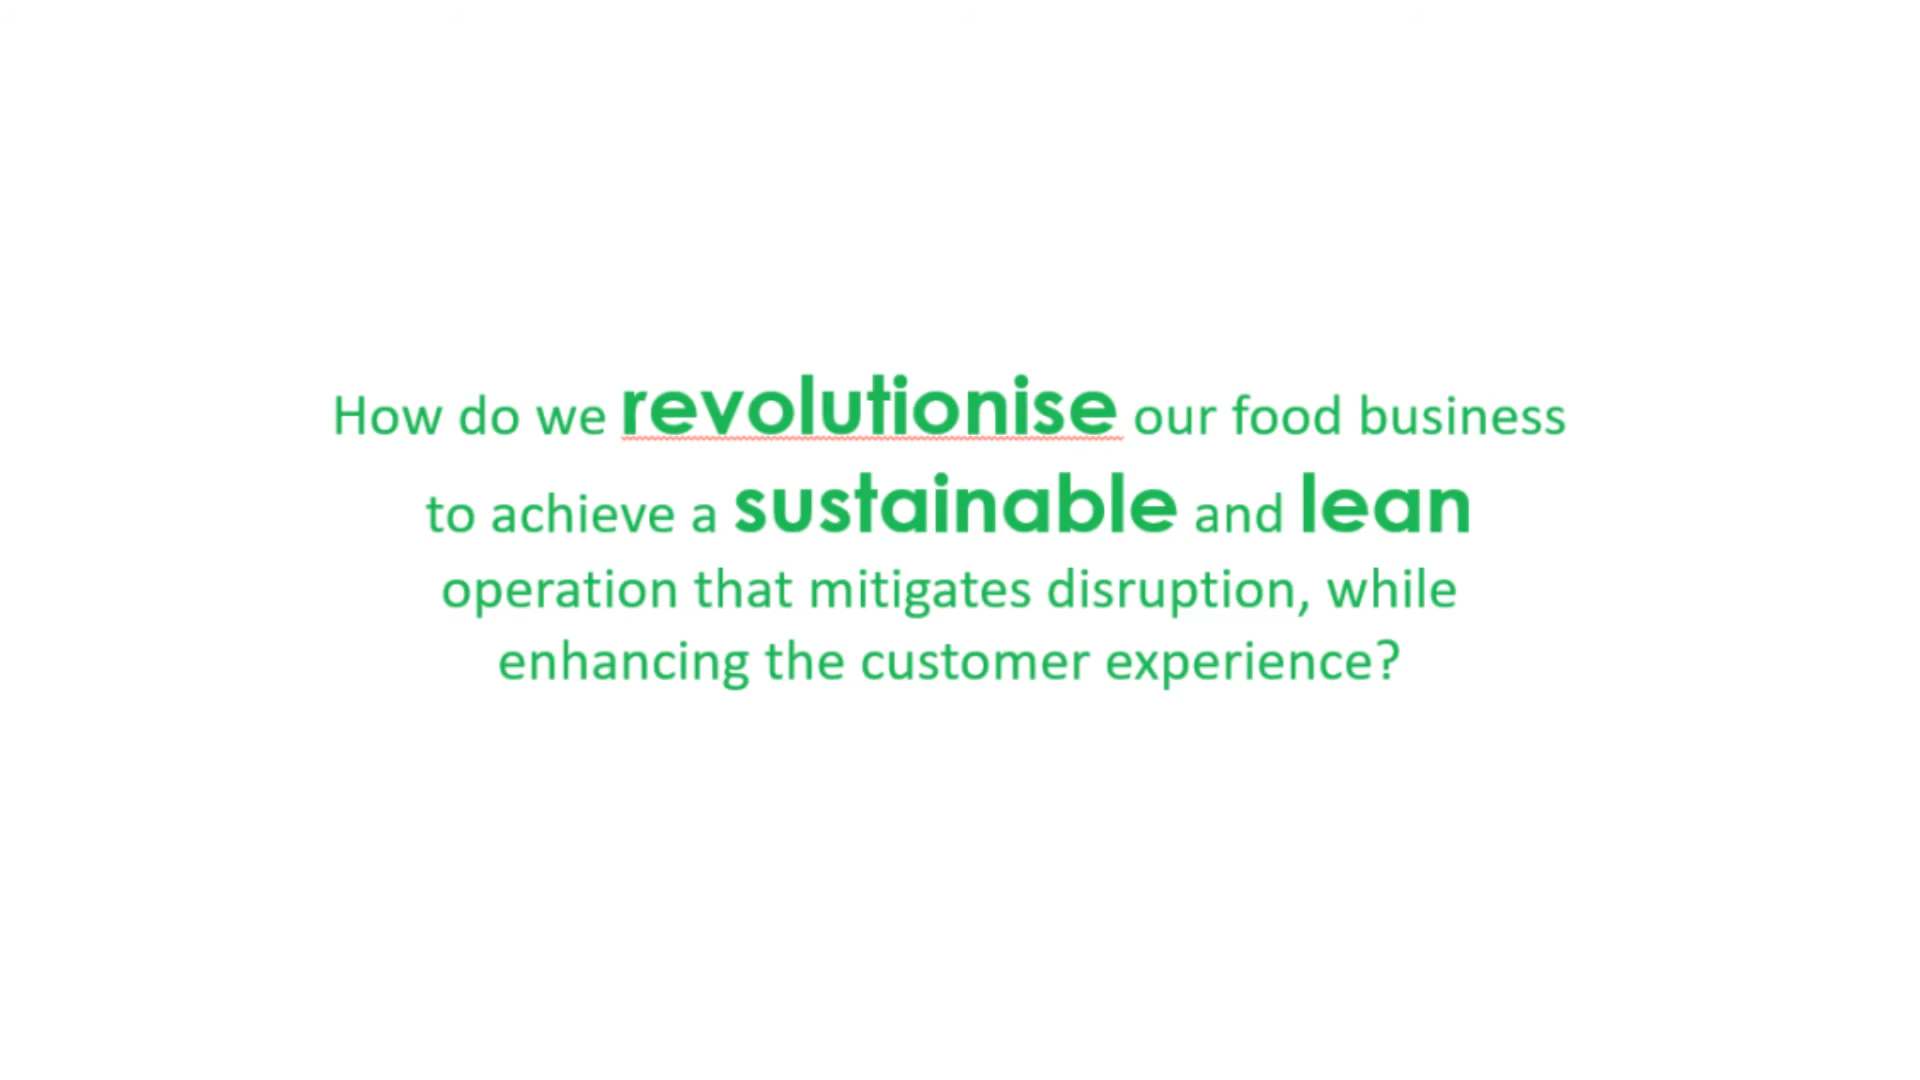 How do we revolutionise our food business
to achieve a sustainable and lean
operation that mitigates disruption, while
enhancing the customer experience?